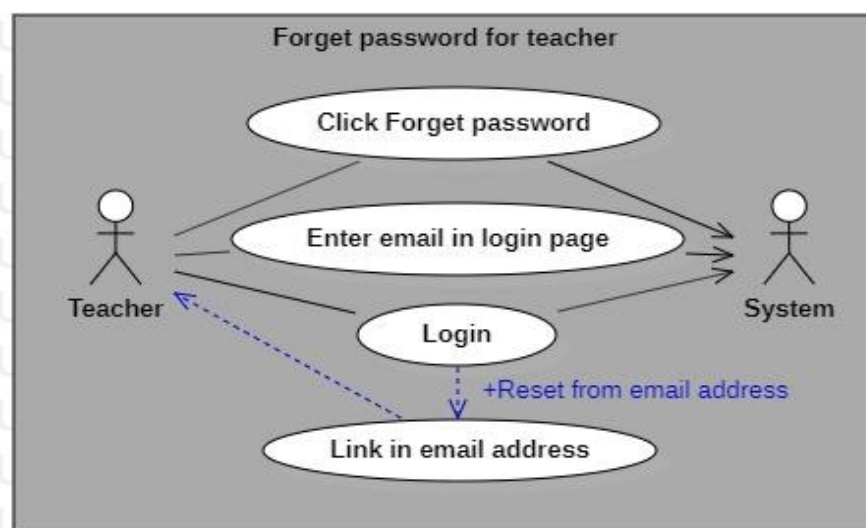 Forget password for teacher
Click Forget password
Enter email in login page
Teacher
System
Login
+Reset from email address
Link in email address